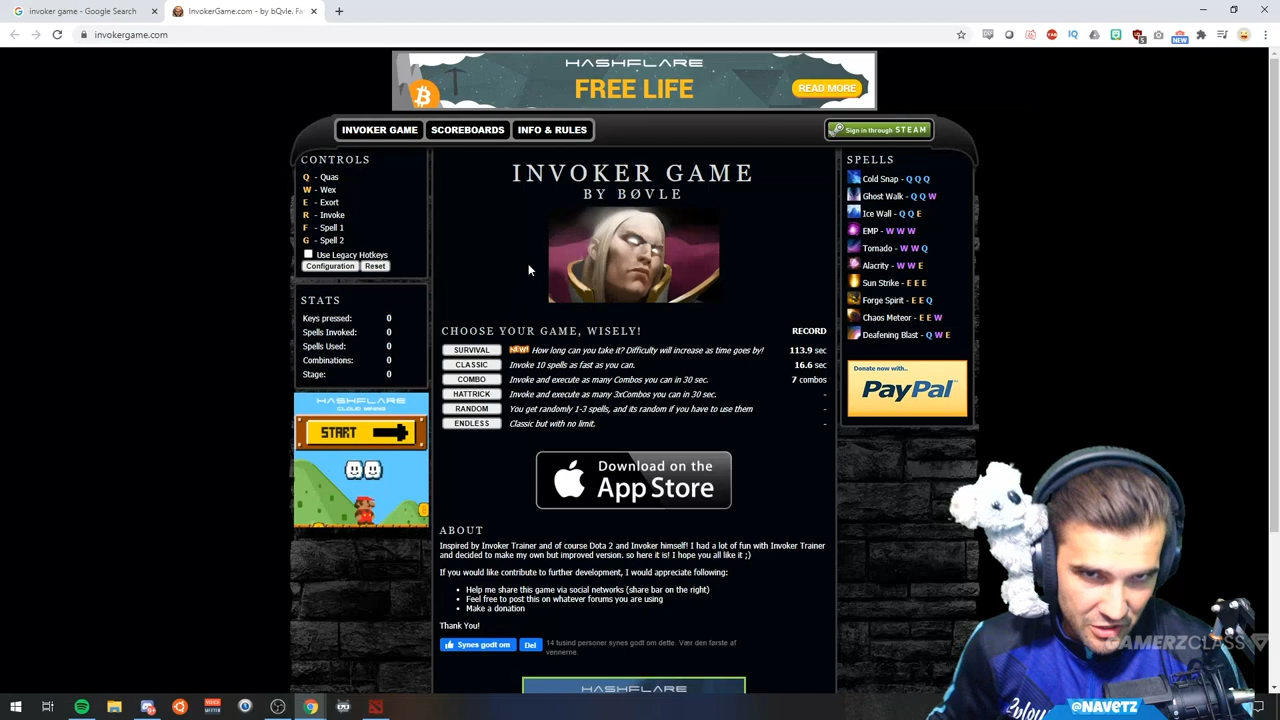 invoker game - Google Search
InvokerGame.com - by bQvle. Fa
invokergame.com
HASHFLARE
FREE LIFE
READ MORE
INVOKER GAME
SCOREBOARDS
INFO & RULES
Sign in through STEAM
CONTROLS
Q - Quas
W - Wex
E - Exort
R - Invoke
F - Spell 1
G - Spell 2
Use Legacy Hotkeys
Configuration
Reset
STATS
Keys pressed: 0
Spells Invoked: 0
Spells Used: 0
Combinations: 0
Stage: 0
HASHFLARE
CLOUD MINING
START
INVOKER GAME
BY BØVLE
CHOOSE YOUR GAME, WISELY! RECORD
SURVIVAL NEW! How long can you take it? Difficulty will increase as time goes by! 113.9 sec
CLASSIC Invoke 10 spells as fast as you can. 16.6 sec
COMBO Invoke and execute as many Combos you can in 30 sec. 7 combos
HATTRICK Invoke and execute as many 3xCombos you can in 30 sec. -
RANDOM You get randomly 1-3 spells, and its random if you have to use them -
ENDLESS Classic but with no limit. -
Download on the
App Store
ABOUT
Inspired by Invoker Trainer and of course Dota 2 and Invoker himself! I had a lot of fun with Invoker Trainer
and decided to make my own but improved version. so here it is! I hope you all like it ;)
If you would like contribute to further development, I would appreciate following:
• Help me share this game via social networks (share bar on the right)
• Feel free to post this on whatever forums you are using
• Make a donation
Thank You!
Synes godt om
Del
14 tusind personer synes godt om dette. Vær den første af
vennerne.
HASHFLARE
SPELLS
Cold Snap - Q Q Q
Ghost Walk - Q Q W
Ice Wall - Q Q E
EMP - W W W
Tornado - W W Q
Alacrity - W W E
Sun Strike - E E E
Forge Spirit - E E Q
Chaos Meteor - E E W
Deafening Blast - Q W E
Donate now with..
PayPal
GAMERZCLASS
@NAVETZ